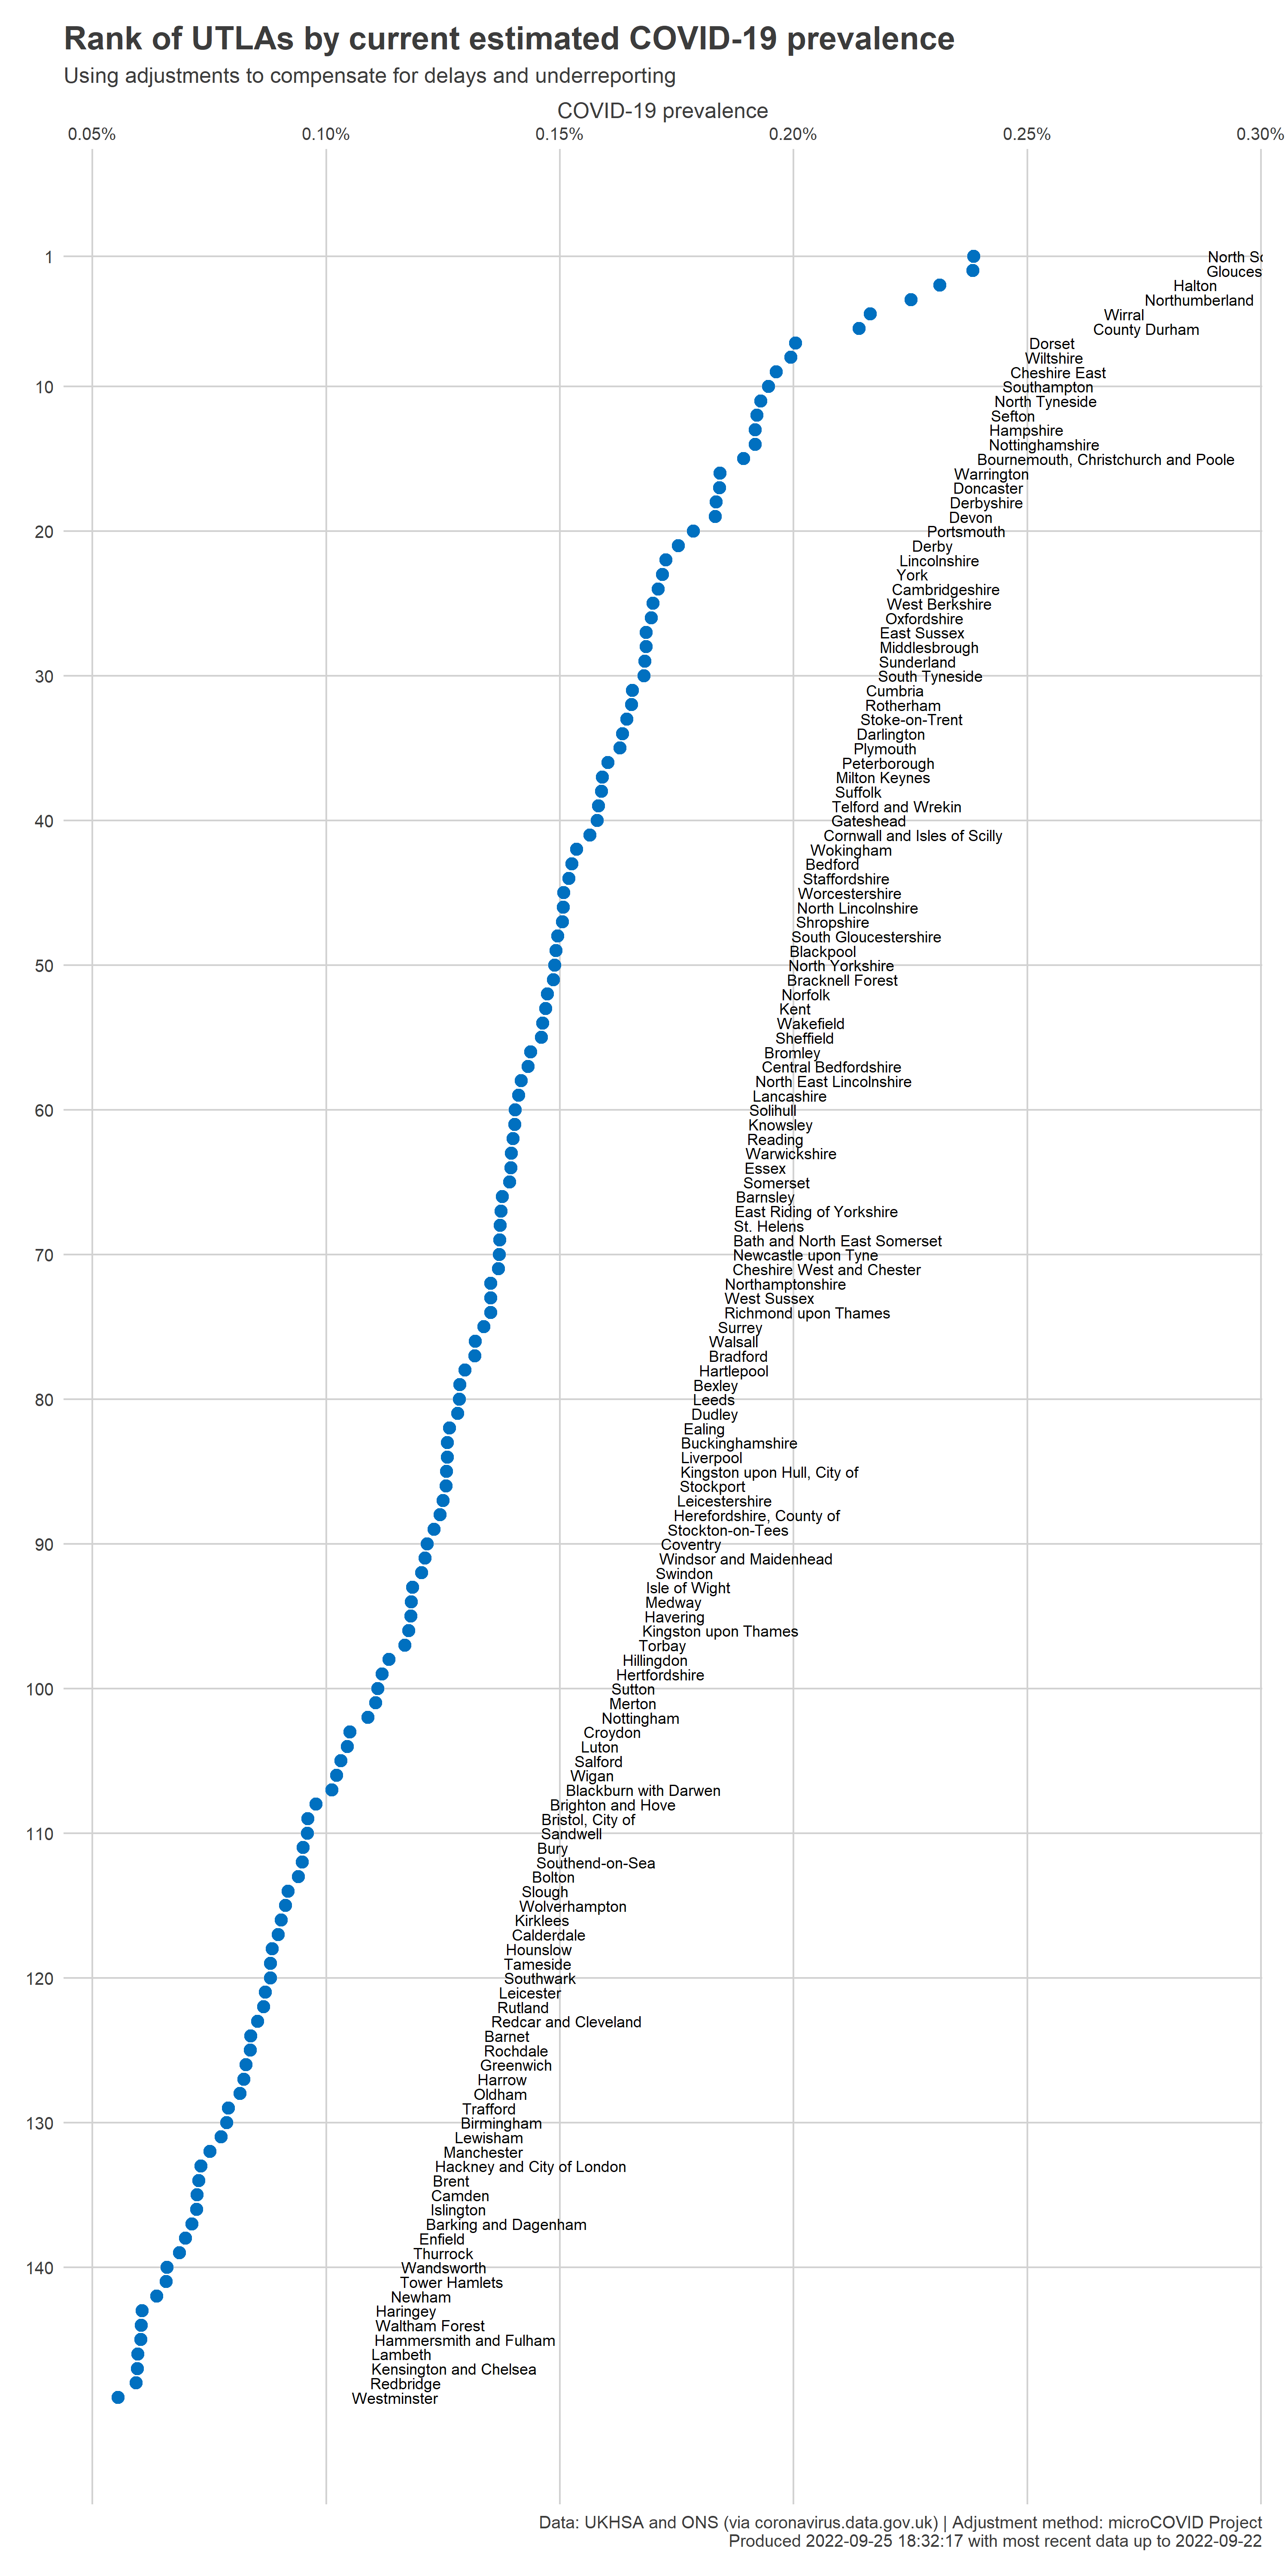 Rank of UTLAs by current estimated COVID-19 prevalence
Using adjustments to compensate for delays and underreporting
COVID-19 prevalence
0.05% 0.10% 0.15% 0.20% 0.25% 0.30%
1 North Sc
Glouces
Halton
Northumberland
Wirral
County Durham
Dorset
Wiltshire
Cheshire East
10 Southampton
North Tyneside
Sefton
Hampshire
Nottinghamshire
Bournemouth, Christchurch and Poole
Warrington
Doncaster
Derbyshire
Devon
20 Portsmouth
Derby
Lincolnshire
York
Cambridgeshire
West Berkshire
Oxfordshire
East Sussex
Middlesbrough
Sunderland
30 South Tyneside
Cumbria
Rotherham
Stoke-on-Trent
Darlington
Plymouth
Peterborough
Milton Keynes
Suffolk
Telford and Wrekin
40 Gateshead
Cornwall and Isles of Scilly
Wokingham
Bedford
Staffordshire
Worcestershire
North Lincolnshire
Shropshire
South Gloucestershire
Blackpool
50 North Yorkshire
Bracknell Forest
Norfolk
Kent
Wakefield
Sheffield
Bromley
Central Bedfordshire
North East Lincolnshire
Lancashire
60 Solihull
Knowsley
Reading
Warwickshire
Essex
Somerset
Barnsley
East Riding of Yorkshire
St. Helens
Bath and North East Somerset
70 Newcastle upon Tyne
Cheshire West and Chester
Northamptonshire
West Sussex
Richmond upon Thames
Surrey
Walsall
Bradford
Hartlepool
Bexley
80 Leeds
Dudley
Ealing
Buckinghamshire
Liverpool
Kingston upon Hull, City of
Stockport
Leicestershire
Herefordshire, County of
Stockton-on-Tees
90 Coventry
Windsor and Maidenhead
Swindon
Isle of Wight
Medway
Havering
Kingston upon Thames
Torbay
Hillingdon
Hertfordshire
100 Sutton
Merton
Nottingham
Croydon
Luton
Salford
Wigan
Blackburn with Darwen
Brighton and Hove
Bristol, City of
110 Sandwell
Bury
Southend-on-Sea
Bolton
Slough
Wolverhampton
Kirklees
Calderdale
Hounslow
Tameside
120 Southwark
Leicester
Rutland
Redcar and Cleveland
Barnet
Rochdale
Greenwich
Harrow
Oldham
Trafford
130 Birmingham
Lewisham
Manchester
Hackney and City of London
Brent
Camden
Islington
Barking and Dagenham
Enfield
Thurrock
140 Wandsworth
Tower Hamlets
Newham
Haringey
Waltham Forest
Hammersmith and Fulham
Lambeth
Kensington and Chelsea
Redbridge
Westminster
Data: UKHSA and ONS (via coronavirus.data.gov.uk) | Adjustment method: microCOVID Project
Produced 2022-09-25 18:32:17 with most recent data up to 2022-09-22